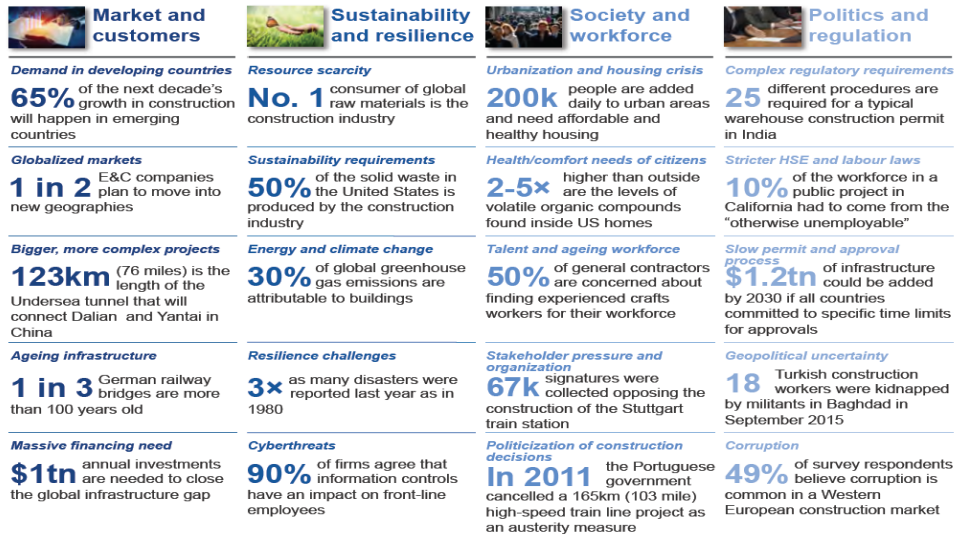 Market and
customers
Demand in developing countries
65% of the next decade's
growth in construction
will happen in emerging
countries
Globalized markets
1 in 2 E&C companies
plan to move into
new geographies
Bigger, more complex projects
123km (76 miles) is the
length of the
Undersea tunnel that will
connect Dalian and Yantai in
China
Ageing infrastructure
1 in 3 German railway
bridges are more
than 100 years old
Massive financing need
$1tn annual investments
are needed to close
the global infrastructure gap
Sustainability
and resilience
Resource scarcity
No. 1 consumer of global
raw materials is the
construction industry
Sustainability requirements
50% of the solid waste in
the United States is
produced by the construction
industry
Energy and climate change
30% of global greenhouse
gas emissions are
attributable to buildings
Resilience challenges
3× as many disasters were
reported last year as in
1980
Cyberthreats
90% of firms agree that
information controls
have an impact on front-line
employees
Society and
workforce
Urbanization and housing crisis
200k people are added
daily to urban areas
and need affordable and
healthy housing
Health/comfort needs of citizens
2-5× higher than outside
are the levels of
volatile organic compounds
found inside US homes
Talent and ageing workforce
50% of general contractors
are concerned about
finding experienced crafts
workers for their workforce
Stakeholder pressure and
organization
67k signatures were
collected opposing the
construction of the Stuttgart
train station
Politicization of construction
decisions
In 2011 the Portuguese
government
cancelled a 165km (103 mile)
high-speed train line project as
an austerity measure
Politics and
regulation
Complex regulatory requirements
25 different procedures are
required for a typical
warehouse construction permit
in India
Stricter HSE and labour laws
10% of the workforce in a
public project in
California had to come from the
“otherwise unemployable”
Slow permit and approval
process
$1.2tn of infrastructure
could be added
by 2030 if all countries
committed to specific time limits
for approvals
Geopolitical uncertainty
18 Turkish construction
workers were kidnapped
by militants in Baghdad in
September 2015
Corruption
49% of survey respondents
believe corruption is
common in a Western
European construction market